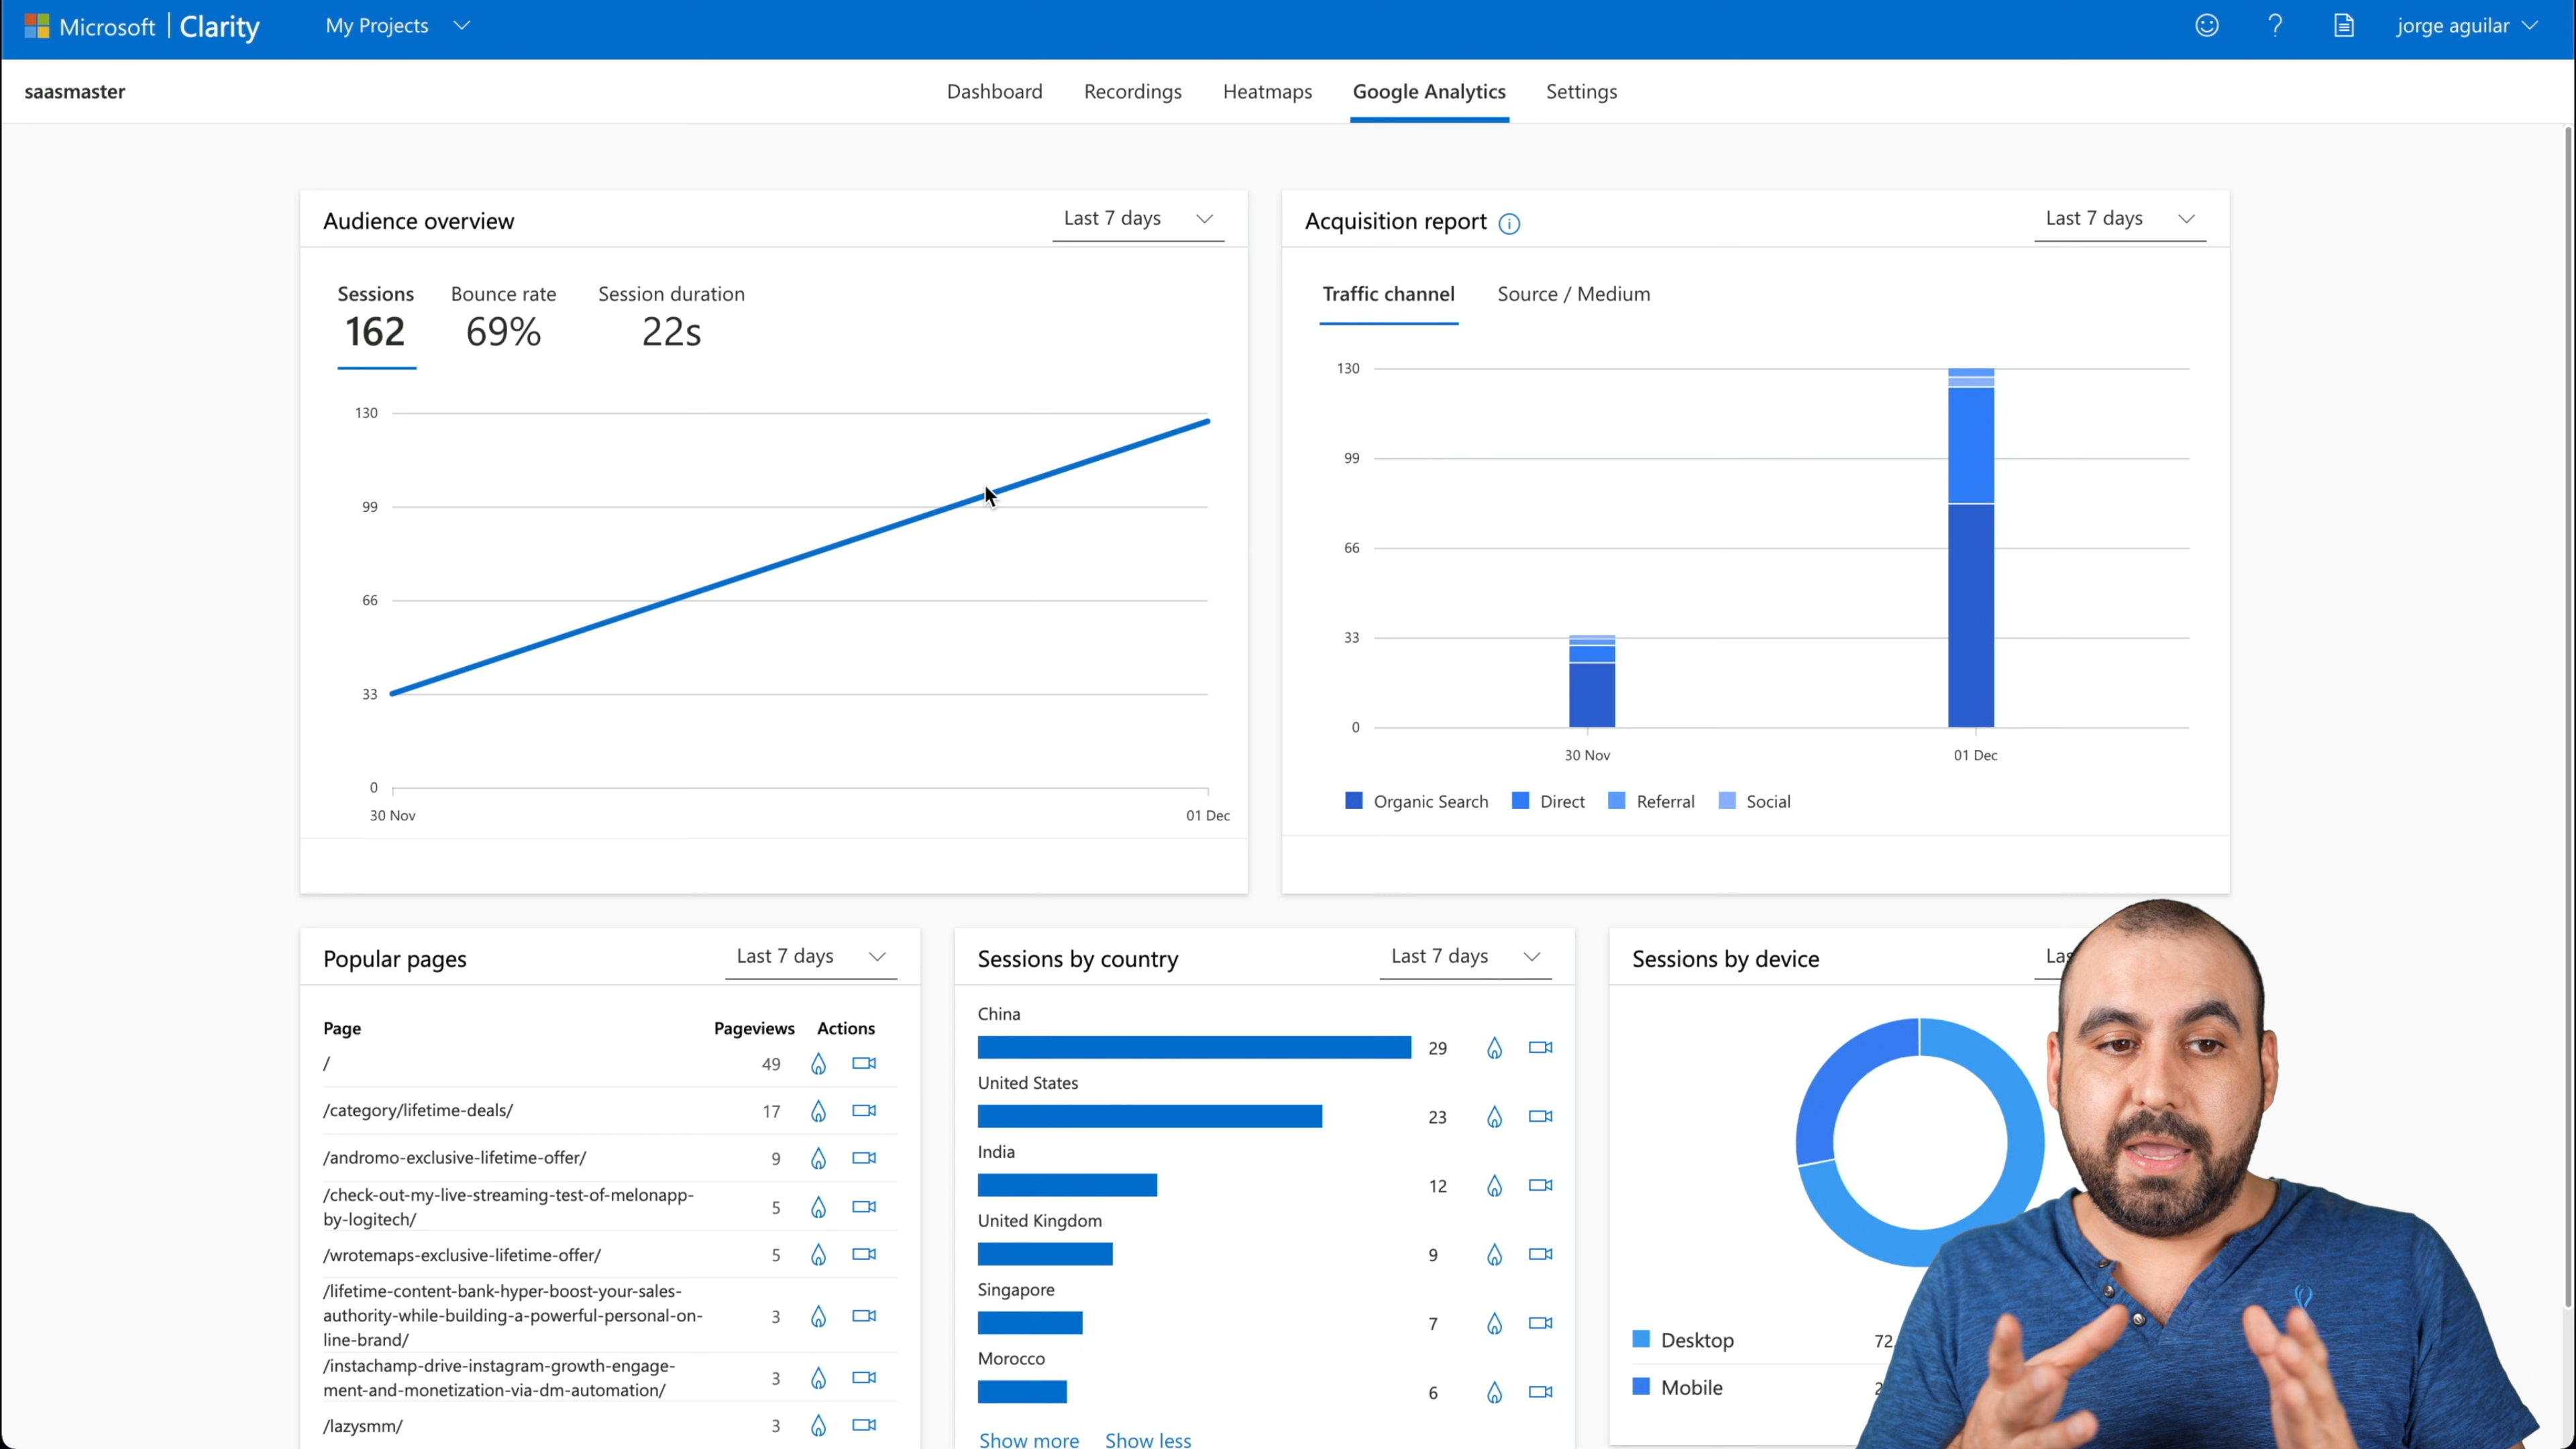 Microsoft | Clarity My Projects jorge aguilar
saasmaster Dashboard Recordings Heatmaps Google Analytics Settings
Audience overview Last 7 days
Sessions Bounce rate Session duration
162 69% 22s
130
99
66
33
0
30 Nov 01 Dec
Acquisition report Last 7 days
Traffic channel Source / Medium
130
99
66
33
0
30 Nov 01 Dec
Organic Search Direct Referral Social
Popular pages Last 7 days
Page Pageviews Actions
/ 49
/category/lifetime-deals/ 17
/andromo-exclusive-lifetime-offer/ 9
/check-out-my-live-streaming-test-of-melonapp-
by-logitech/ 5
/wrotemaps-exclusive-lifetime-offer/ 5
/lifetime-content-bank-hyper-boost-your-sales-
authority-while-building-a-powerful-personal-on- 3
line-brand/
/instachamp-drive-instagram-growth-engage-
ment-and-monetization-via-dm-automation/ 3
/lazysmm/ 3
Sessions by country Last 7 days
China
29
United States
23
India
12
United Kingdom
9
Singapore
7
Morocco
6
Show more Show less
Sessions by device
Desktop 72
Mobile